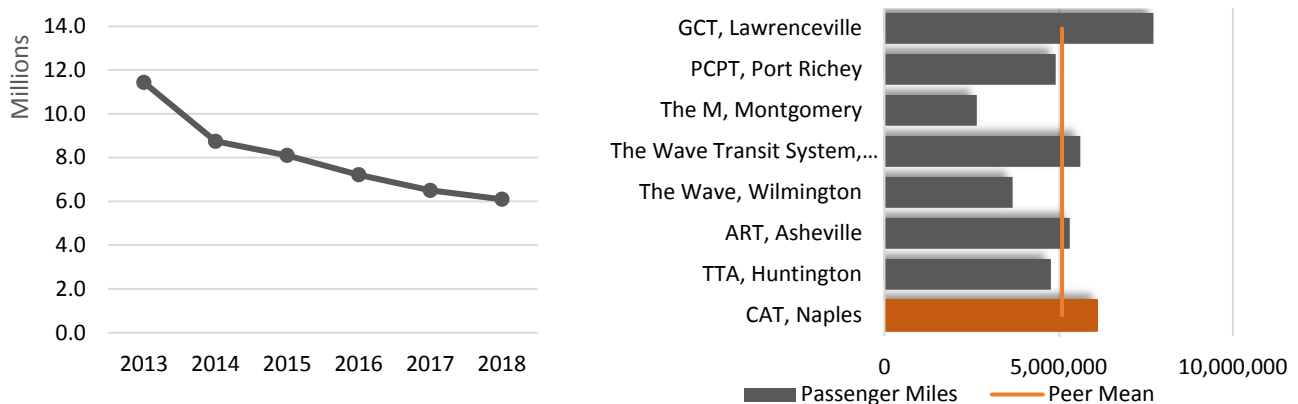 Millions
14.0
12.0
10.0
8.0
6.0
4.0
2.0
0.0
2013 2014 2015 2016 2017 2018
GCT, Lawrenceville
PCPT, Port Richey
The M, Montgomery
The Wave Transit System,...
The Wave, Wilmington
ART, Asheville
TTA, Huntington
CAT, Naples
0 5,000,000 10,000,000
Passenger Miles Peer Mean